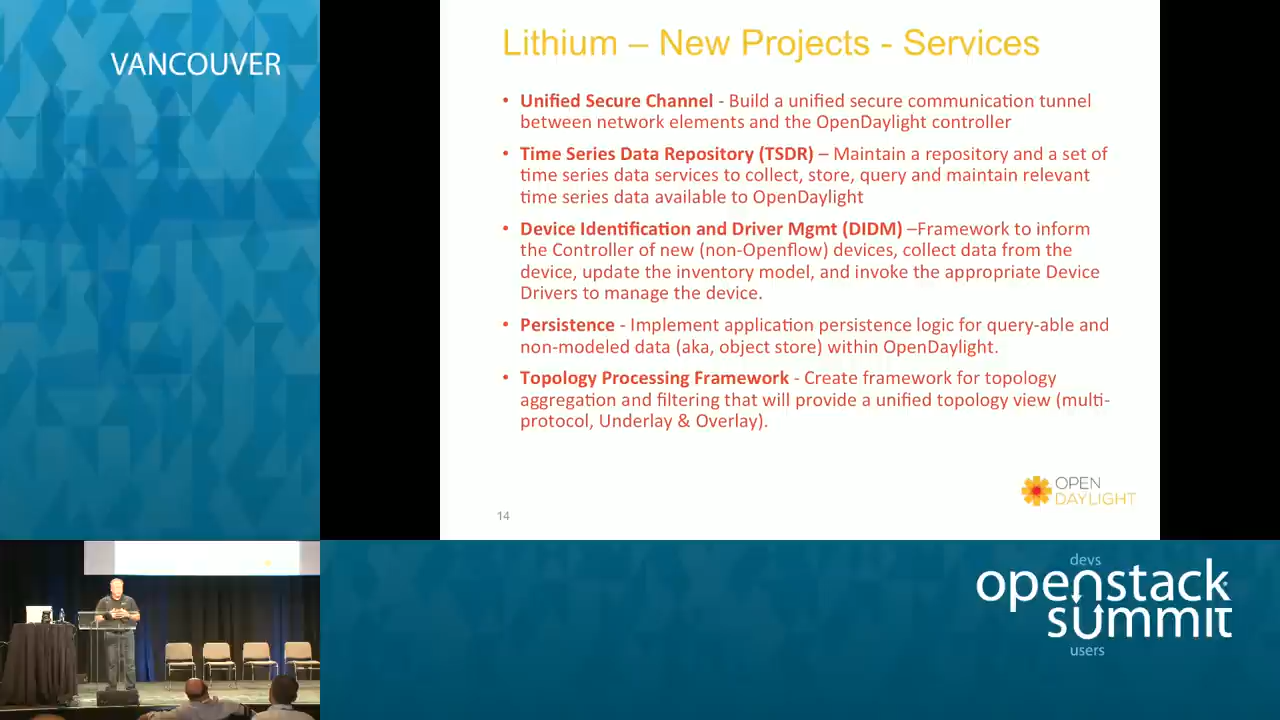 VANCOUVER
Lithium – New Projects - Services
• Unified Secure Channel - Build a unified secure communication tunnel
between network elements and the OpenDaylight controller
• Time Series Data Repository (TSDR) – Maintain a repository and a set of
time series data services to collect, store, query and maintain relevant
time series data available to OpenDaylight
• Device Identification and Driver Mgmt (DIDM) –Framework to inform
the Controller of new (non-Openflow) devices, collect data from the
device, update the inventory model, and invoke the appropriate Device
Drivers to manage the device.
• Persistence - Implement application persistence logic for query-able and
non-modeled data (aka, object store) within OpenDaylight.
• Topology Processing Framework - Create framework for topology
aggregation and filtering that will provide a unified topology view (multi-
protocol, Underlay & Overlay).
OPEN
DAYLIGHT
14
devs
openstack
summit
users